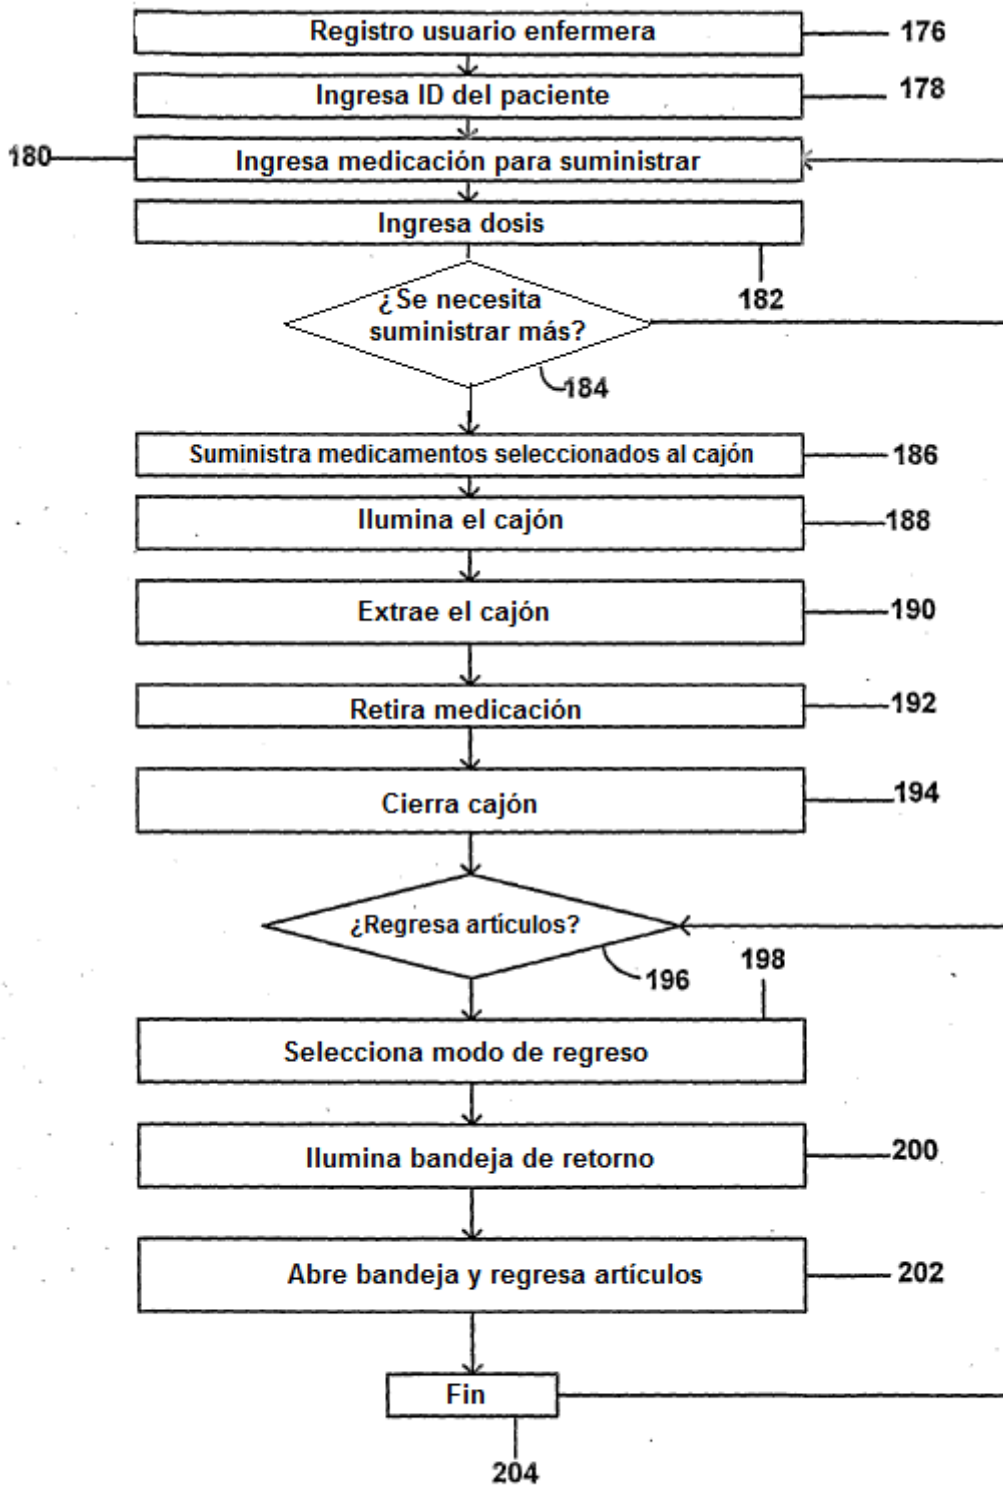 Registro usuario enfermera
176
Ingresa ID del paciente
178
180
Ingresa medicación para suministrar
Ingresa dosis
182
¿Se necesita
suministrar más?
184
Suministra medicamentos seleccionados al cajón
186
Ilumina el cajón
188
Extrae el cajón
190
Retira medicación
192
Cierra cajón
194
¿Regresa artículos?
196
198
Selecciona modo de regreso
Ilumina bandeja de retorno
200
Abre bandeja y regresa artículos
202
Fin
204